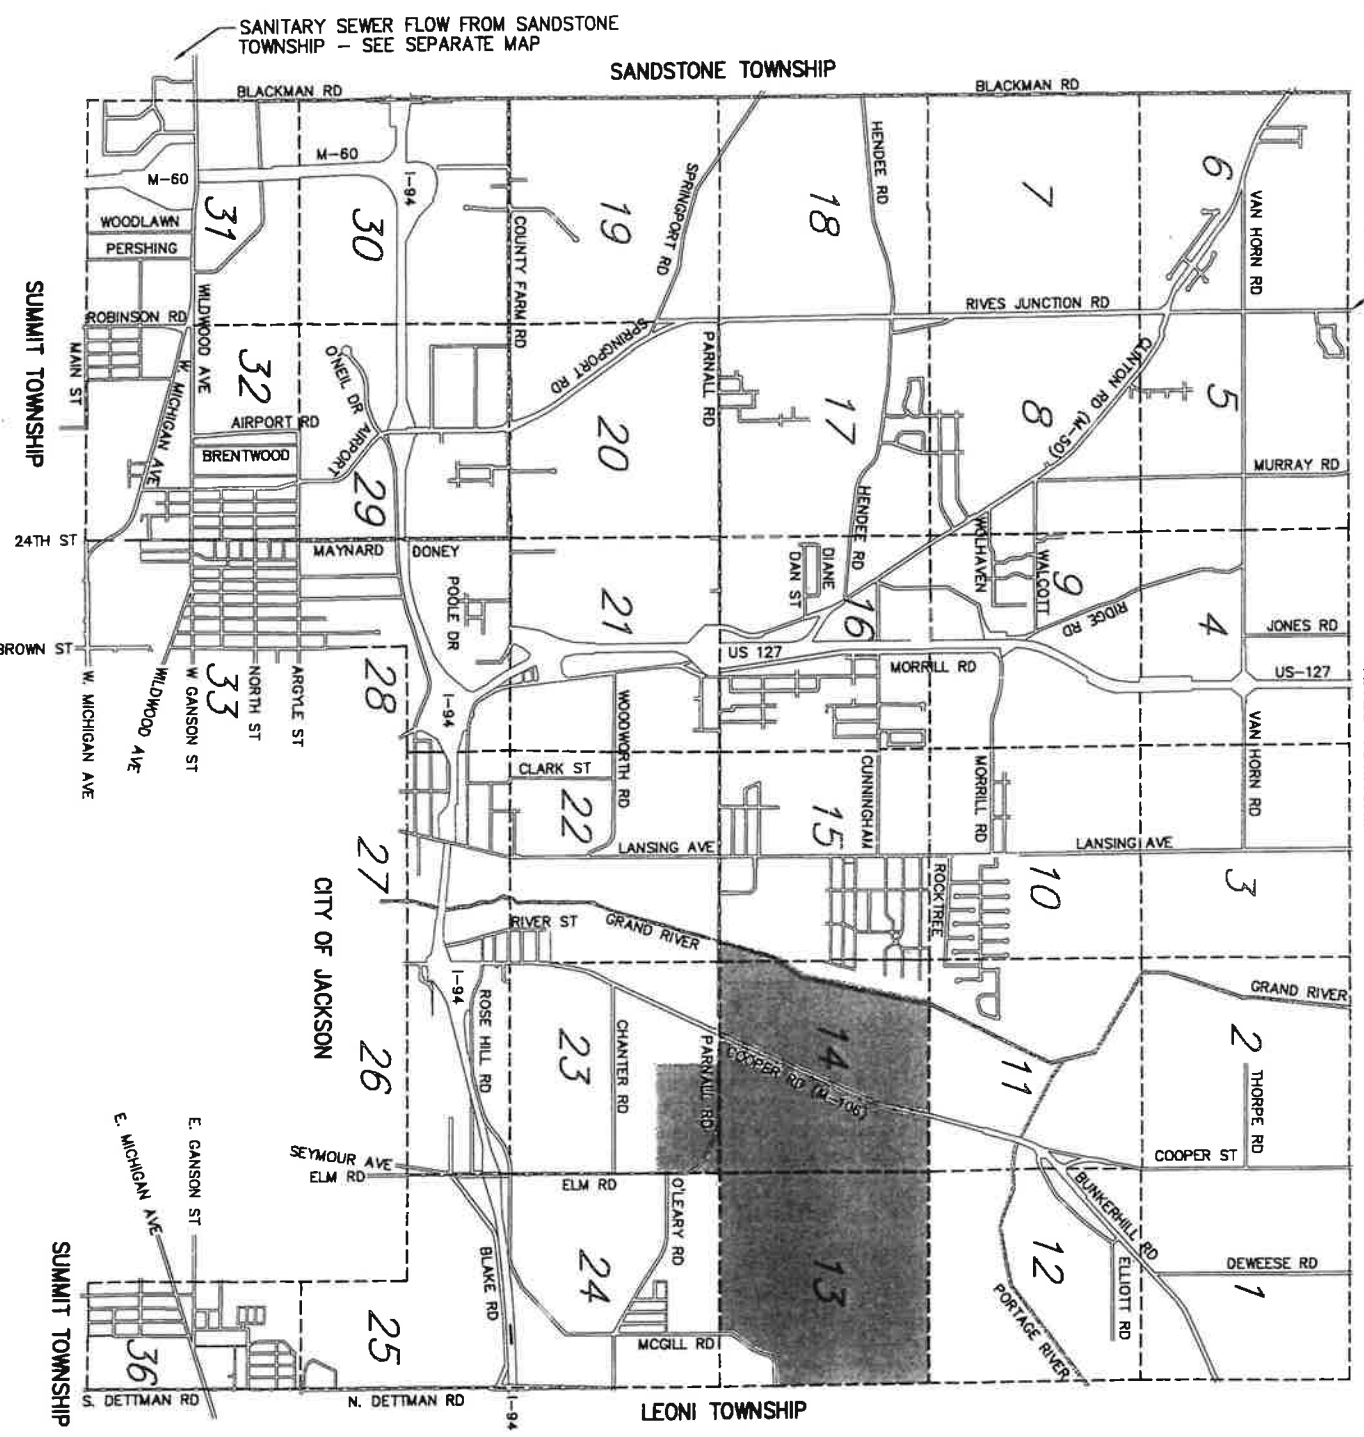 SANITARY SEWER FLOW FROM SANDSTONE
TOWNSHIP - SEE SEPARATE MAP
SANDSTONE TOWNSHIP
BLACKMAN RD
BLACKMAN RD
M-60
M-60
I-94
WOODLAWN
PERSHING
31
30
COUNTY FARM RD
19
SPRINGPORT RD
18
HENDEE RD
7
6
VAN HORN RD
RIVES JUNCTION RD
SUMMIT TOWNSHIP
ROBINSON RD
MAIN ST
W. MICHIGAN AVE
WILDWOOD AVE
32
O'NEIL DR
AIRPORT RD
AIRPORT
BRENTWOOD
SPRINGPORT RD
PARNALL RD
20
17
8
CLINTON RD (M-50)
5
MURRAY RD
29
HENDEE RD
24TH ST
MAYNARD
DONEY
WOLHAVEN
WALCOTT
9
DIANE
DAN ST
POOLE DR
21
16
RIDGE RD
4
JONES RD
BROWN ST
US 127
MORRILL RD
US-127
W. MICHIGAN AVE
WILDWOOD AVE
W GANSON ST
33
NORTH ST
ARGYLE ST
28
I-94
WOODWORTH RD
CLARK ST
22
CUNNINGHAM
15
MORRILL RD
VAN HORN RD
LANSING AVE
LANSING AVE
27
ROCKTREE
10
3
CITY OF JACKSON
RIVER ST
GRAND RIVER
GRAND RIVER
I-94
ROSE HILL RD
26
23
CHANTER RD
PARNALL RD
COOPER RD (M-106)
14
11
2
THORPE RD
COOPER ST
SEYMOUR AVE
ELM RD
ELM RD
O'LEARY RD
BUNKERHILL RD
E. MICHIGAN AVE
E. GANSON ST
BLAKE RD
24
13
12
ELLIOTT RD
DEWEESE RD
1
PORTAGE RIVER
SUMMIT TOWNSHIP
36
25
MCGILL RD
S. DETTMAN RD
N. DETTMAN RD
I-94
LEONI TOWNSHIP